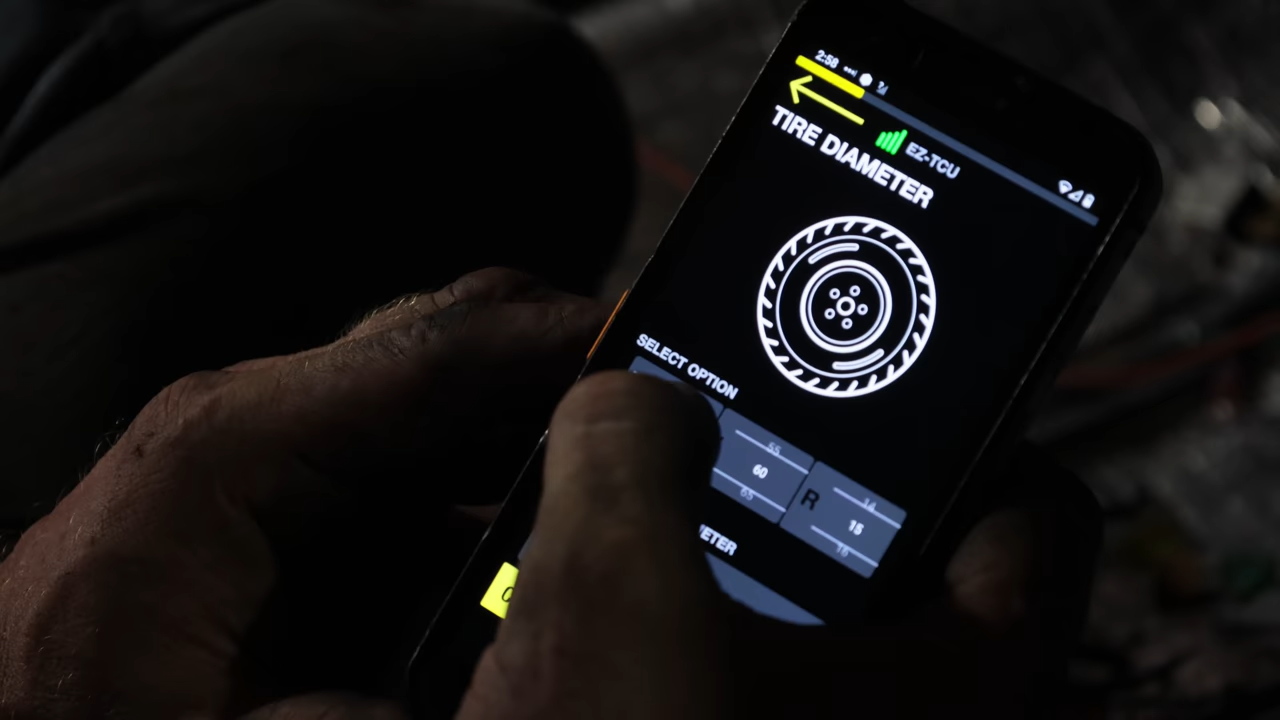 2:58
EZ-TCU
TIRE DIAMETER
SELECT OPTION
55
60
65
R
14
15
16
ETER